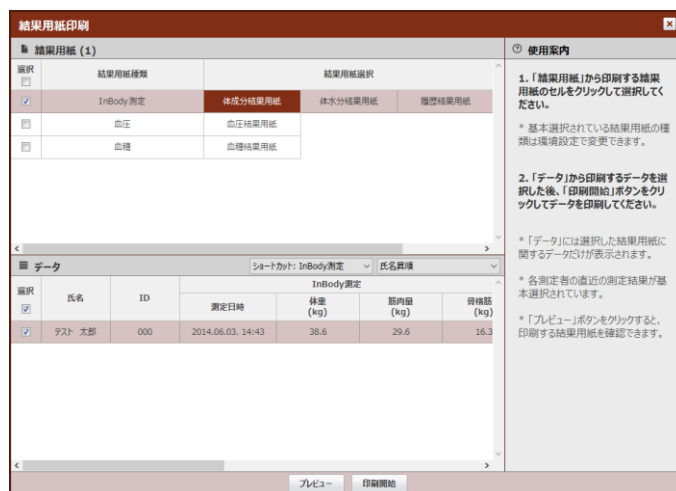 結果用紙印刷
結果用紙 (1)
選択
結果用紙種類
結果用紙選択
InBody測定
体成分結果用紙
体水分結果用紙
履歴結果用紙
血圧
血圧結果用紙
血糖
血糖結果用紙
データ
ショートカット: InBody測定
氏名昇順
選択
氏名
ID
InBody測定
測定日時
体重
(kg)
筋肉量
(kg)
骨格筋
(kg)
テスト 太郎
000
2014.06.03. 14:43
38.6
29.6
16.3
プレビュー
印刷開始
使用案内
1.「結果用紙」から印刷する結果
用紙のセルをクリックして選択してく
ださい。
* 基本選択されている結果用紙の種
類は環境設定で変更できます。
2.「データ」から印刷するデータを選
択した後、「印刷開始」ボタンをクリ
ックしてデータを印刷してください。
*「データ」には選択した結果用紙に
関するデータだけが表示されます。
* 各測定者の直近の測定結果が基
本選択されています。
*「プレビュー」ボタンをクリックすると、
印刷する結果用紙を確認できます。